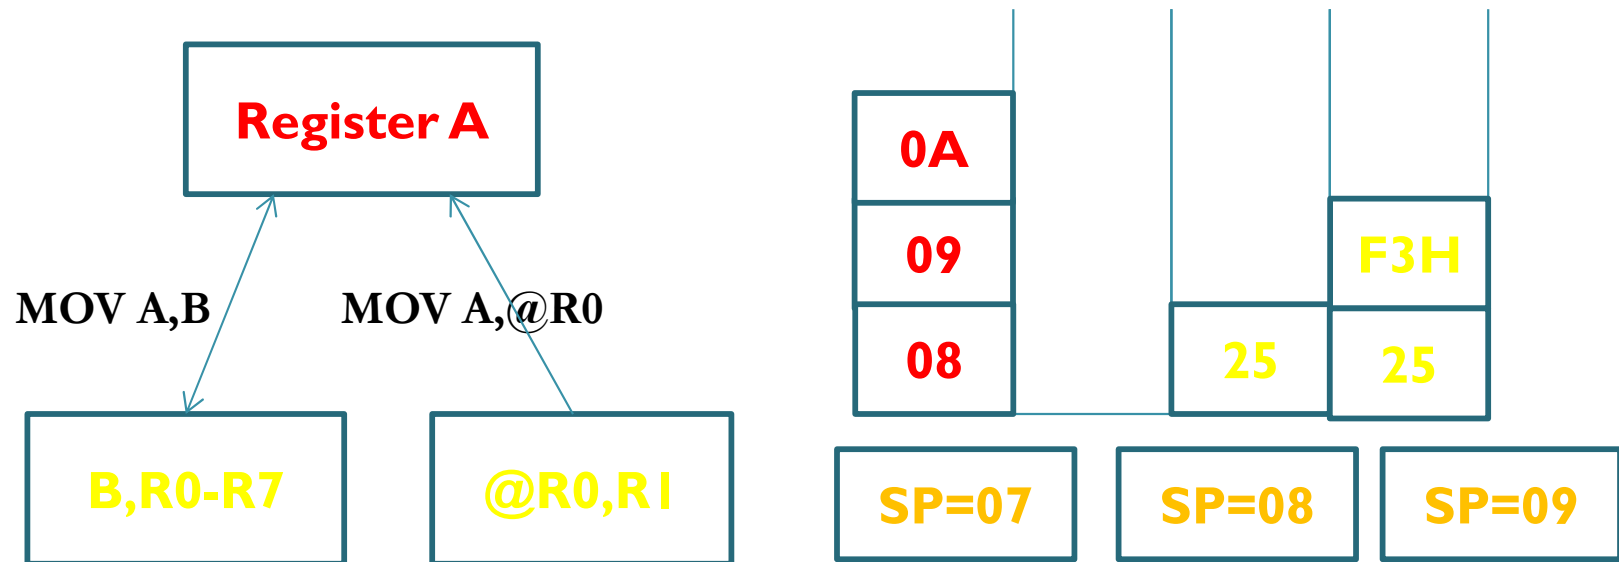 Register A
MOV A,B
MOV A,@R0
B,R0-R7
@R0,R1
0A
09
F3H
08
25
25
SP=07
SP=08
SP=09